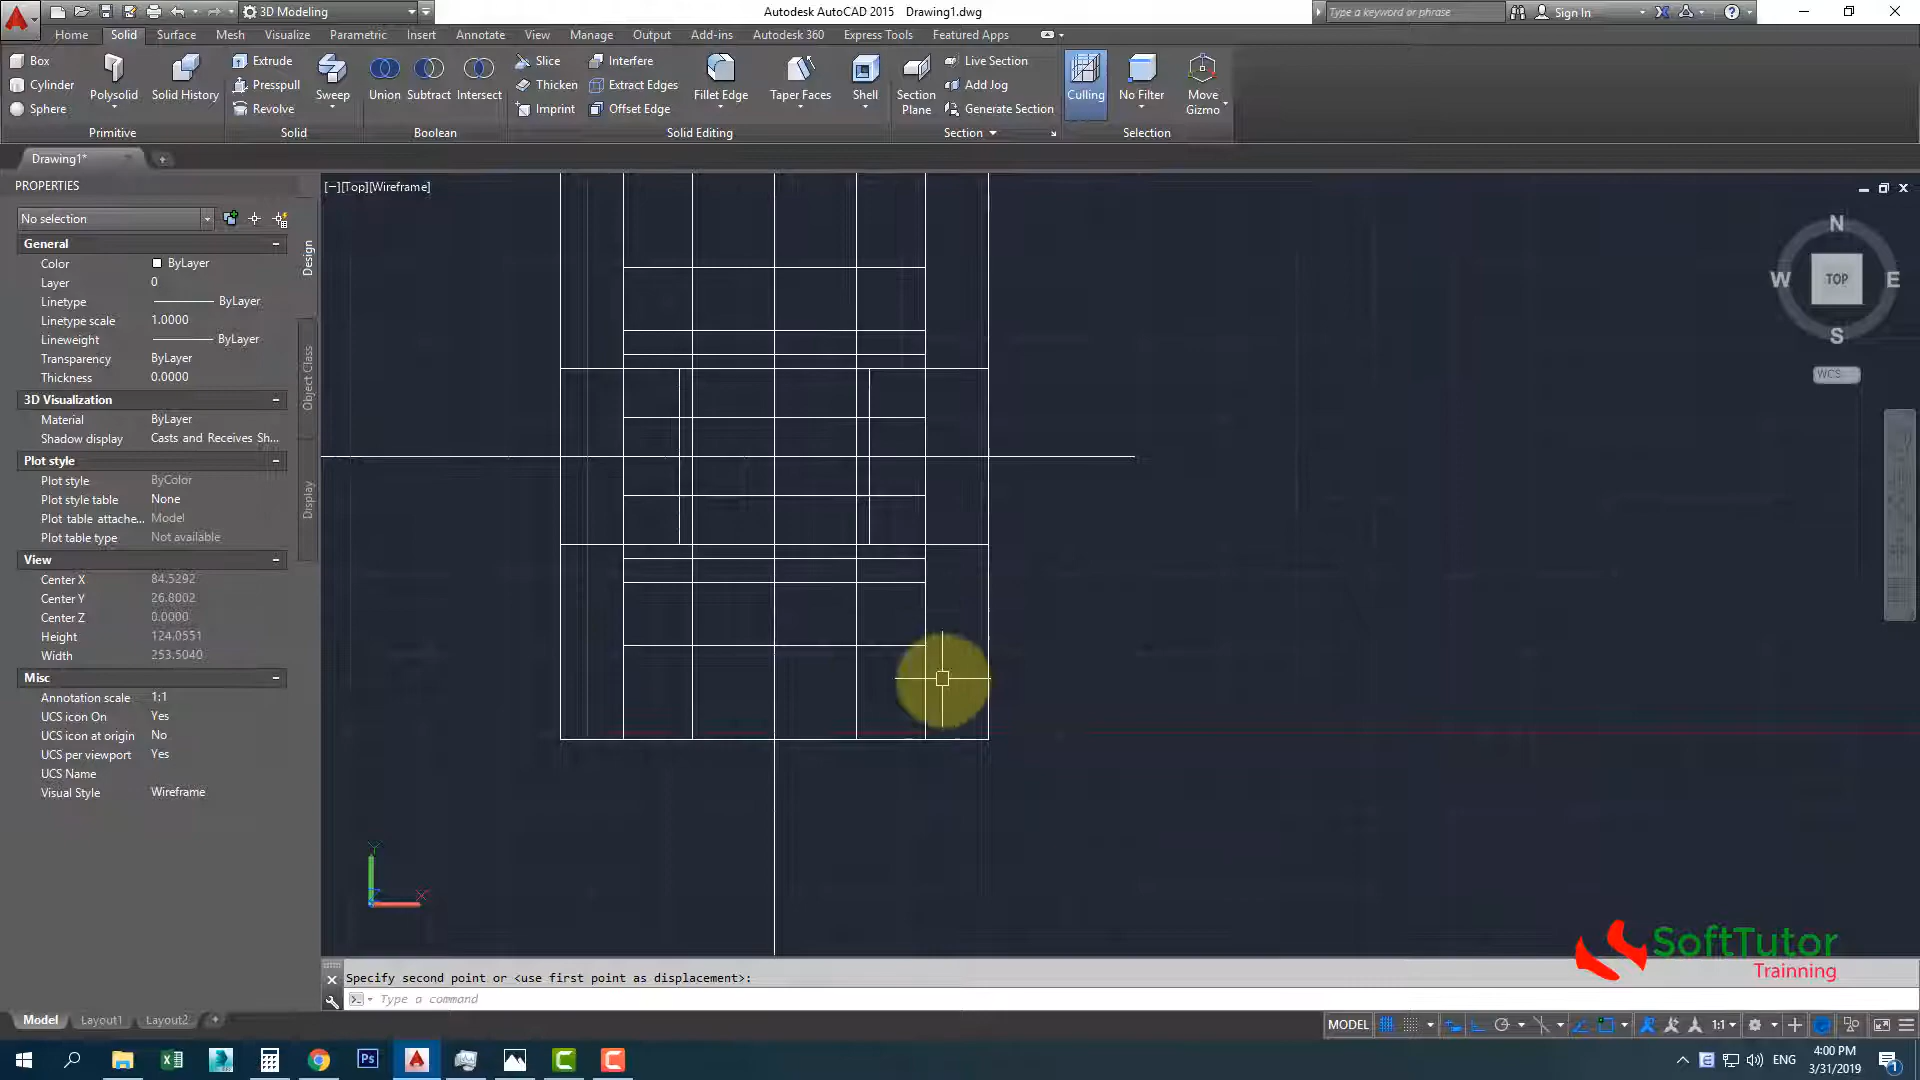 3D Modeling
Autodesk AutoCAD 2015 Drawing1.dwg
Type a keyword or phrase
Sign In
Home Solid Surface Mesh Visualize Parametric Insert Annotate View Manage Output Add-ins Autodesk 360 Express Tools Featured Apps
Box
Cylinder
Sphere
Polysolid
Solid History
Primitive
Extrude
Presspull
Revolve
Sweep
Solid
Union Subtract Intersect
Boolean
Slice
Thicken
Imprint
Interfere
Extract Edges
Offset Edge
Fillet Edge
Taper Faces
Shell
Solid Editing
Section Plane
Live Section
Add Jog
Generate Section
Section
Culling
No Filter
Move Gizmo
Selection
Drawing1*
PROPERTIES
No selection
General
Color ByLayer
Layer 0
Linetype ByLayer
Linetype scale 1.0000
Lineweight ByLayer
Transparency ByLayer
Thickness 0.0000
3D Visualization
Material ByLayer
Shadow display Casts and Receives Sh...
Plot style
Plot style ByColor
Plot style table None
Plot table attache... Model
Plot table type Not available
View
Center X 84.5292
Center Y 26.8002
Center Z 0.0000
Height 124.0551
Width 253.5040
Misc
Annotation scale 1:1
UCS icon On Yes
UCS icon at origin No
UCS per viewport Yes
UCS Name
Visual Style Wireframe
Design
Object Class
Display
[−][Top][Wireframe]
N
W TOP E
S
WCS
Y
X
SoftTutor
Trainning
Specify second point or <use first point as displacement>:
Type a command
Model Layout1 Layout2
MODEL
1:1
ENG
4:00 PM
3/31/2019
1